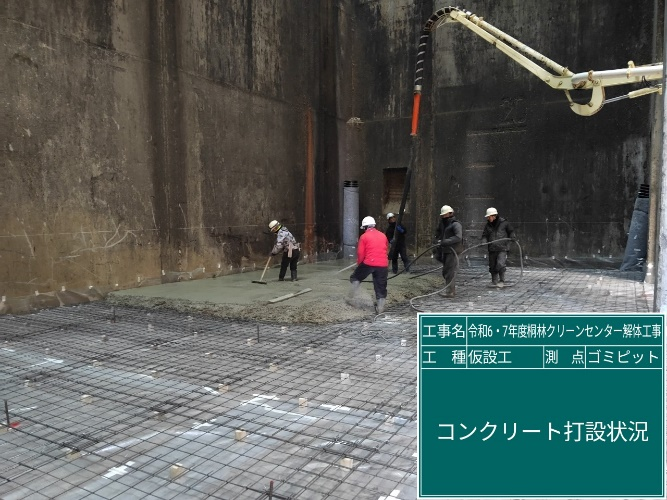 工事名 令和6・7年度桐林クリーンセンター解体工事
工 種 仮設工 測 点 ゴミピット
コンクリート打設状況